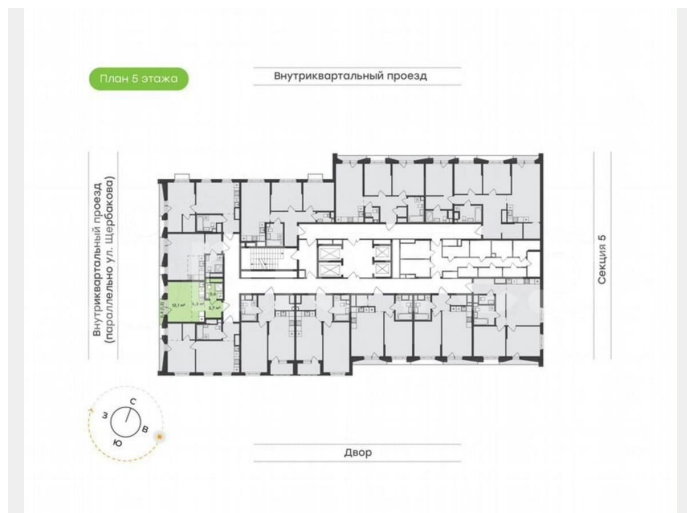 План 5 этажа
Внутриквартальный проезд
Внутриквартальный проезд
(параллельно ул. Щербакова)
Секция 5
С
З
В
Ю
Двор